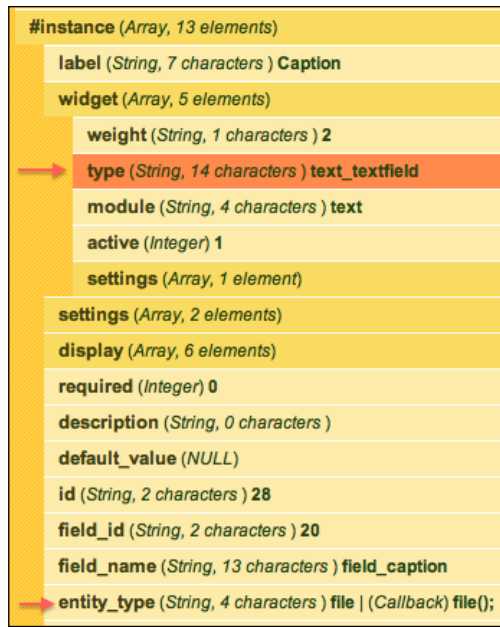 #instance (Array, 13 elements)
label (String, 7 characters ) Caption
widget (Array, 5 elements)
weight (String, 1 characters ) 2
type (String, 14 characters ) text_textfield
module (String, 4 characters ) text
active (Integer) 1
settings (Array, 1 element)
settings (Array, 2 elements)
display (Array, 6 elements)
required (Integer) 0
description (String, 0 characters )
default_value (NULL)
id (String, 2 characters ) 28
field_id (String, 2 characters ) 20
field_name (String, 13 characters ) field_caption
entity_type (String, 4 characters ) file | (Callback) file();